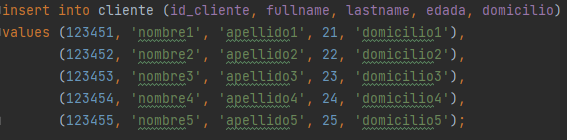 insert into cliente (id_cliente, fullname, lastname, edada, domicilio)
values (123451, 'nombre1', 'apellido1', 21, 'domicilio1'),
(123452, 'nombre2', 'apellido2', 22, 'domicilio2'),
(123453, 'nombre3', 'apellido3', 23, 'domicilio3'),
(123454, 'nombre4', 'apellido4', 24, 'domicilio4'),
(123455, 'nombre5', 'apellido5', 25, 'domicilio5');